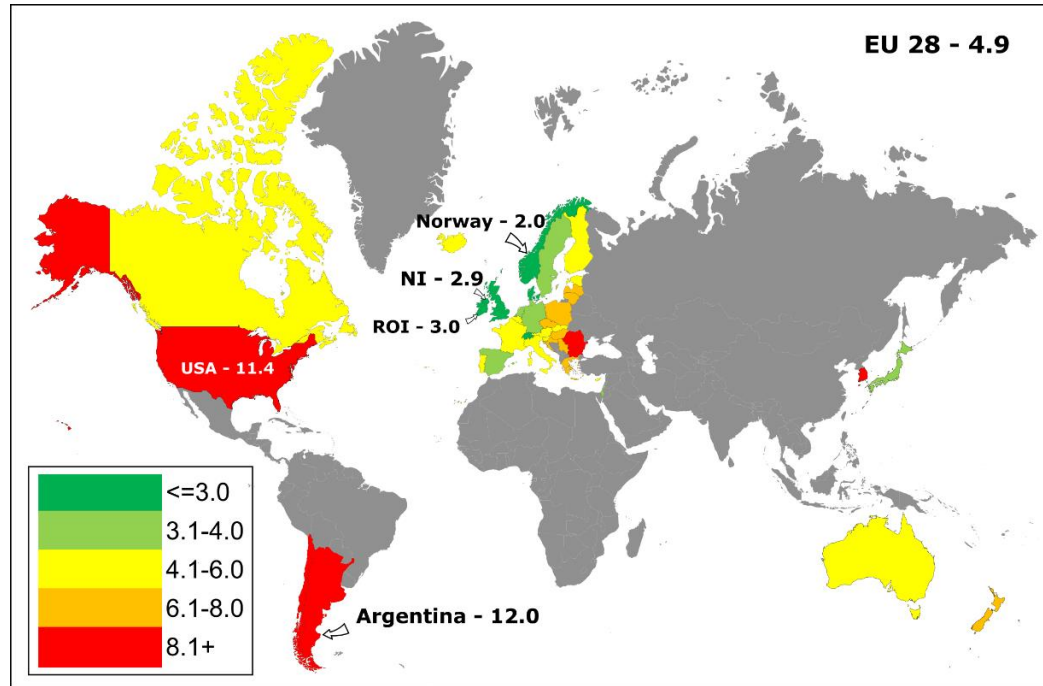 EU 28 - 4.9
Norway - 2.0
NI - 2.9
ROI - 3.0
USA - 11.4
Argentina - 12.0
<=3.0
3.1-4.0
4.1-6.0
6.1-8.0
8.1+